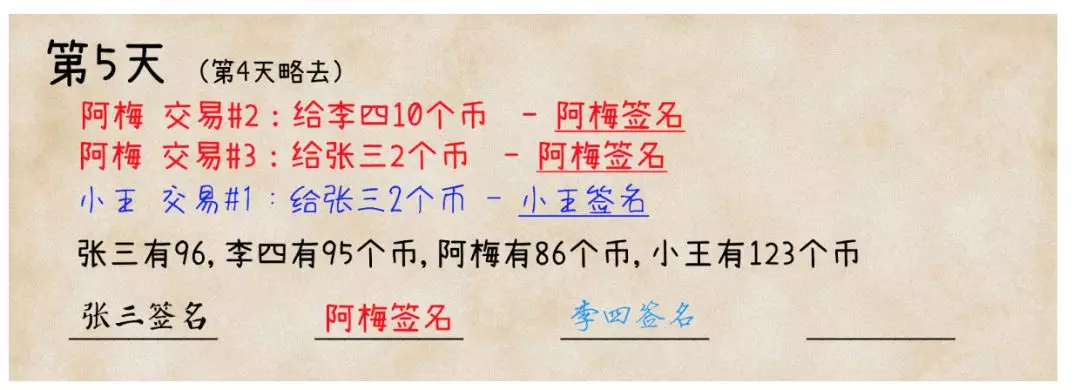 第5天 (第4天略去)
阿梅 交易#2：给李四10个币 - 阿梅签名
阿梅 交易#3：给张三2个币 - 阿梅签名
小王 交易#1：给张三2个币 - 小王签名
张三有96, 李四有95个币, 阿梅有86个币, 小王有123个币
张三签名 阿梅签名 李四签名